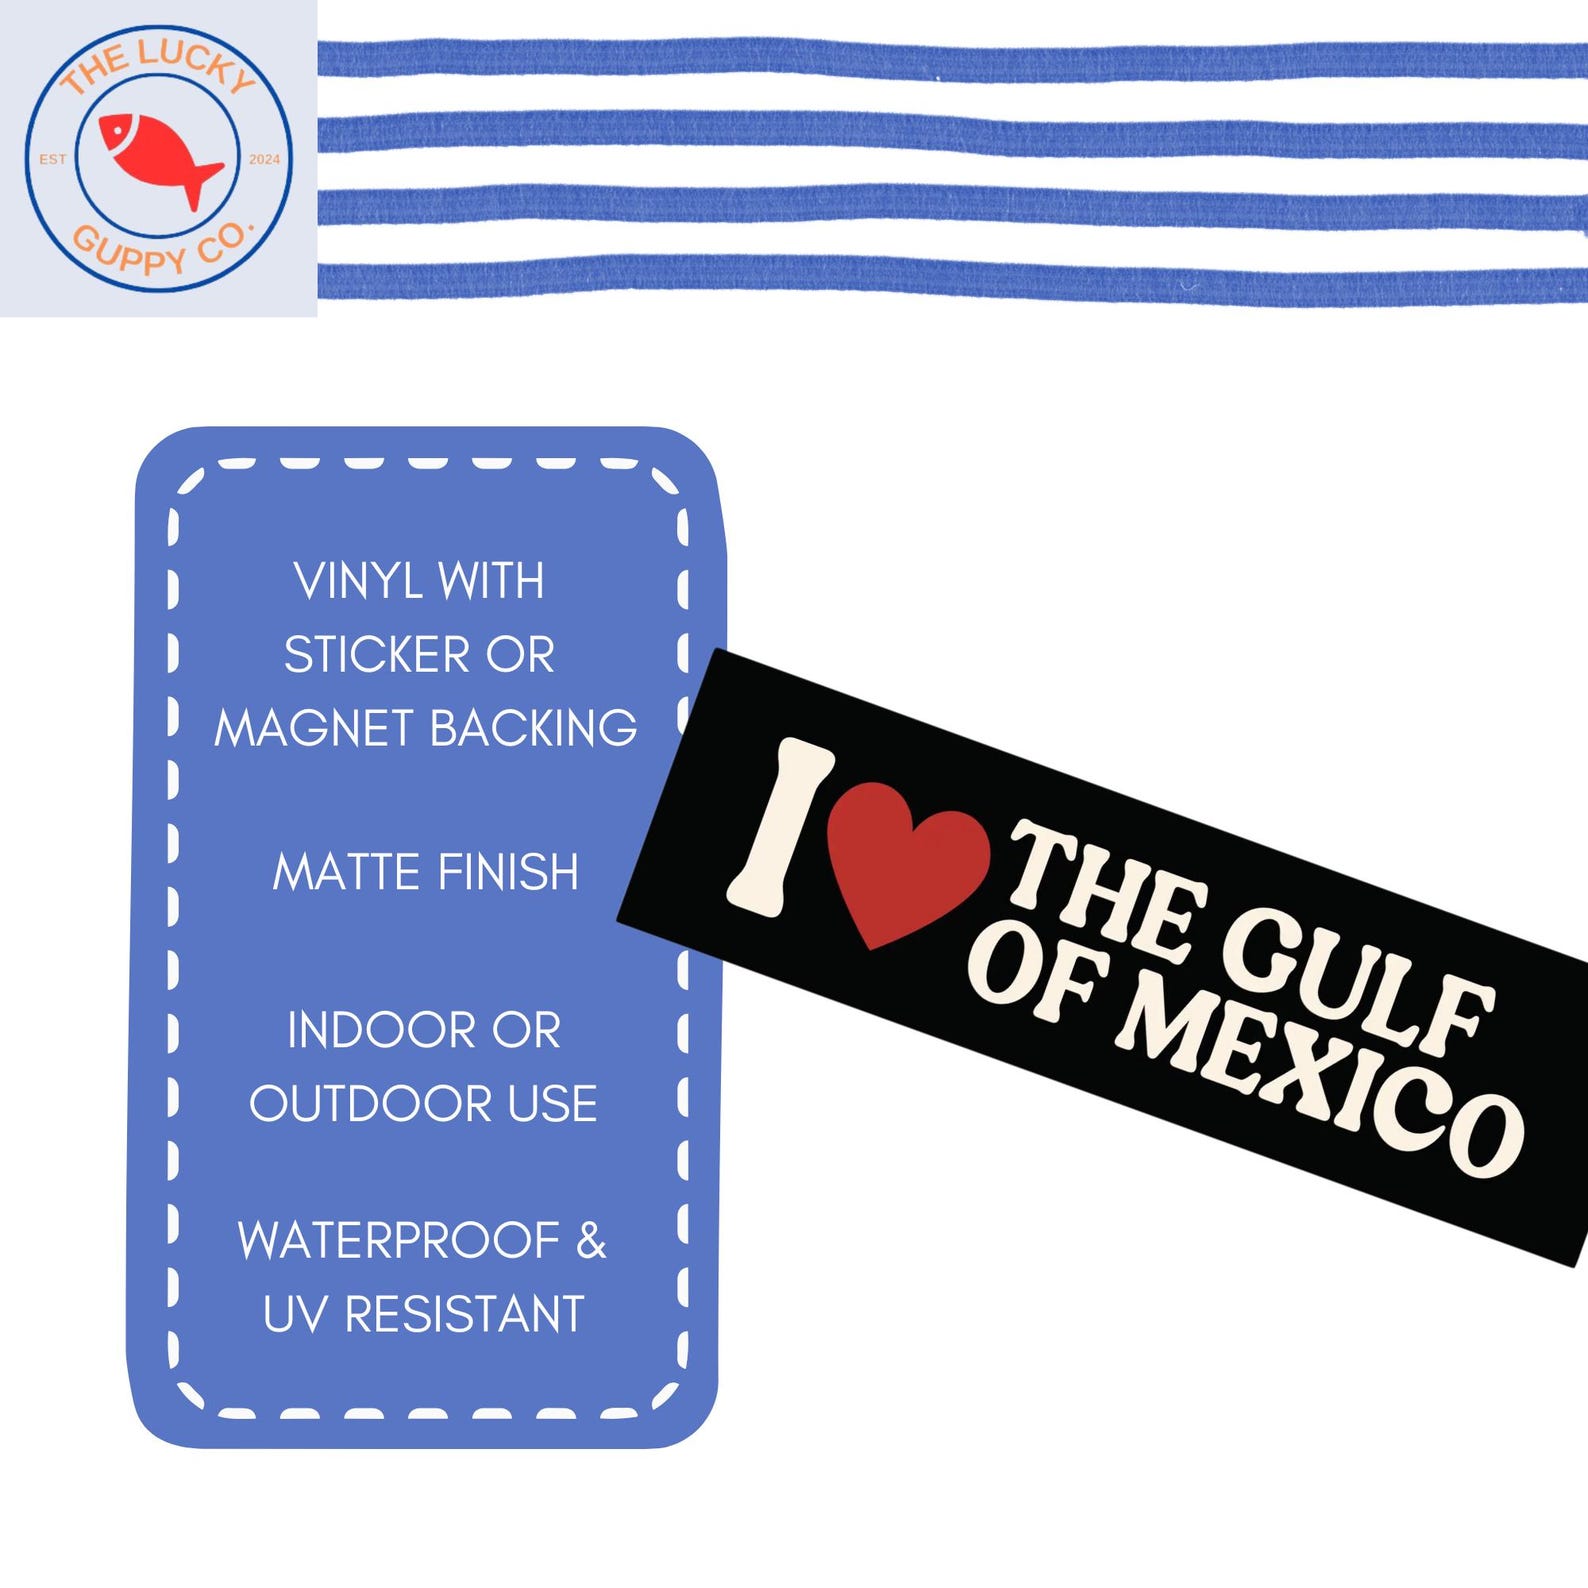 THE LUCKY
EST
2024
GUPPY CO.
VINYL WITH
STICKER OR
MAGNET BACKING
MATTE FINISH
INDOOR OR
OUTDOOR USE
WATERPROOF &
UV RESISTANT
I
THE GULF
OF MEXICO